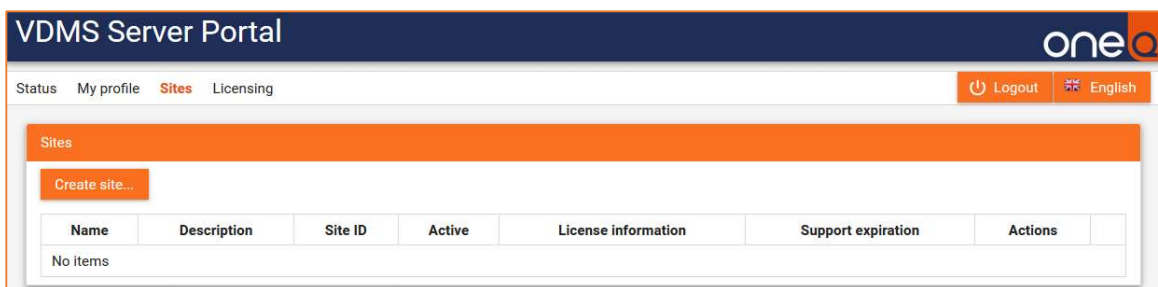 VDMS Server Portal
oneQ
Status My profile Sites Licensing
Logout English
Sites
Create site...
Name Description Site ID Active License information Support expiration Actions
No items